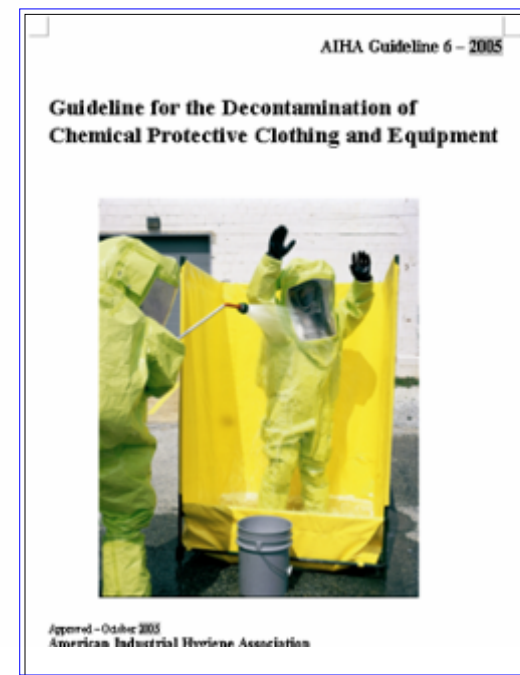 AIHA Guideline 6 – 2005
Guideline for the Decontamination of
Chemical Protective Clothing and Equipment
Approved – October 2005
American Industrial Hygiene Association